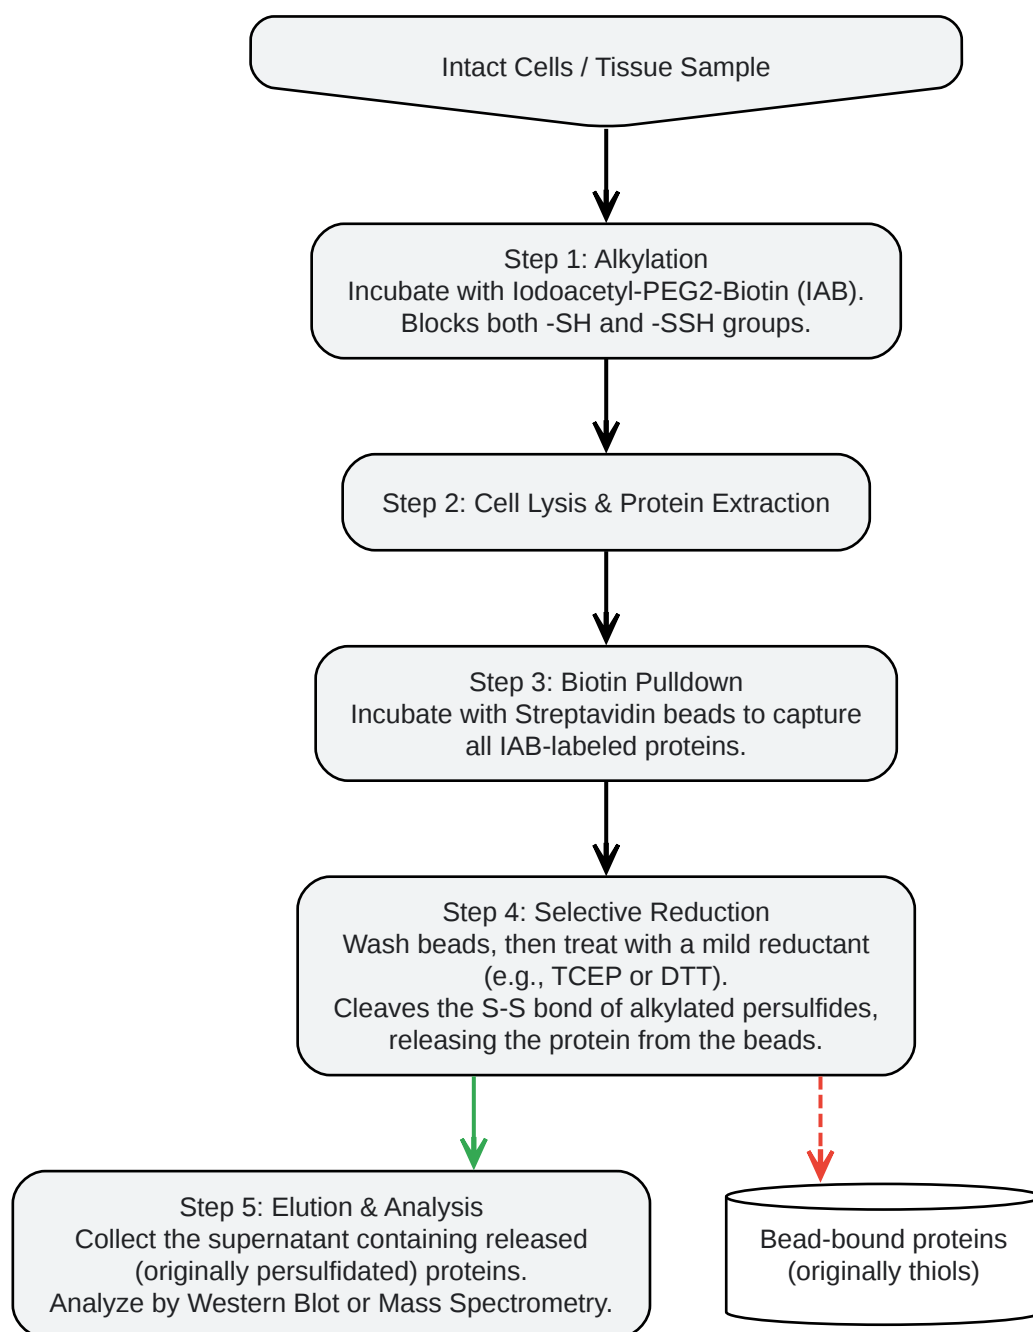 Intact Cells / Tissue Sample
Step 1: Alkylation
Incubate with Iodoacetyl-PEG2-Biotin (IAB).
Blocks both -SH and -SSH groups.
Step 2: Cell Lysis & Protein Extraction
Step 3: Biotin Pulldown
Incubate with Streptavidin beads to capture
all IAB-labeled proteins.
Step 4: Selective Reduction
Wash beads, then treat with a mild reductant
(e.g., TCEP or DTT).
Cleaves the S-S bond of alkylated persulfides,
releasing the protein from the beads.
Step 5: Elution & Analysis
Collect the supernatant containing released
(originally persulfidated) proteins.
Analyze by Western Blot or Mass Spectrometry.
Bead-bound proteins
(originally thiols)